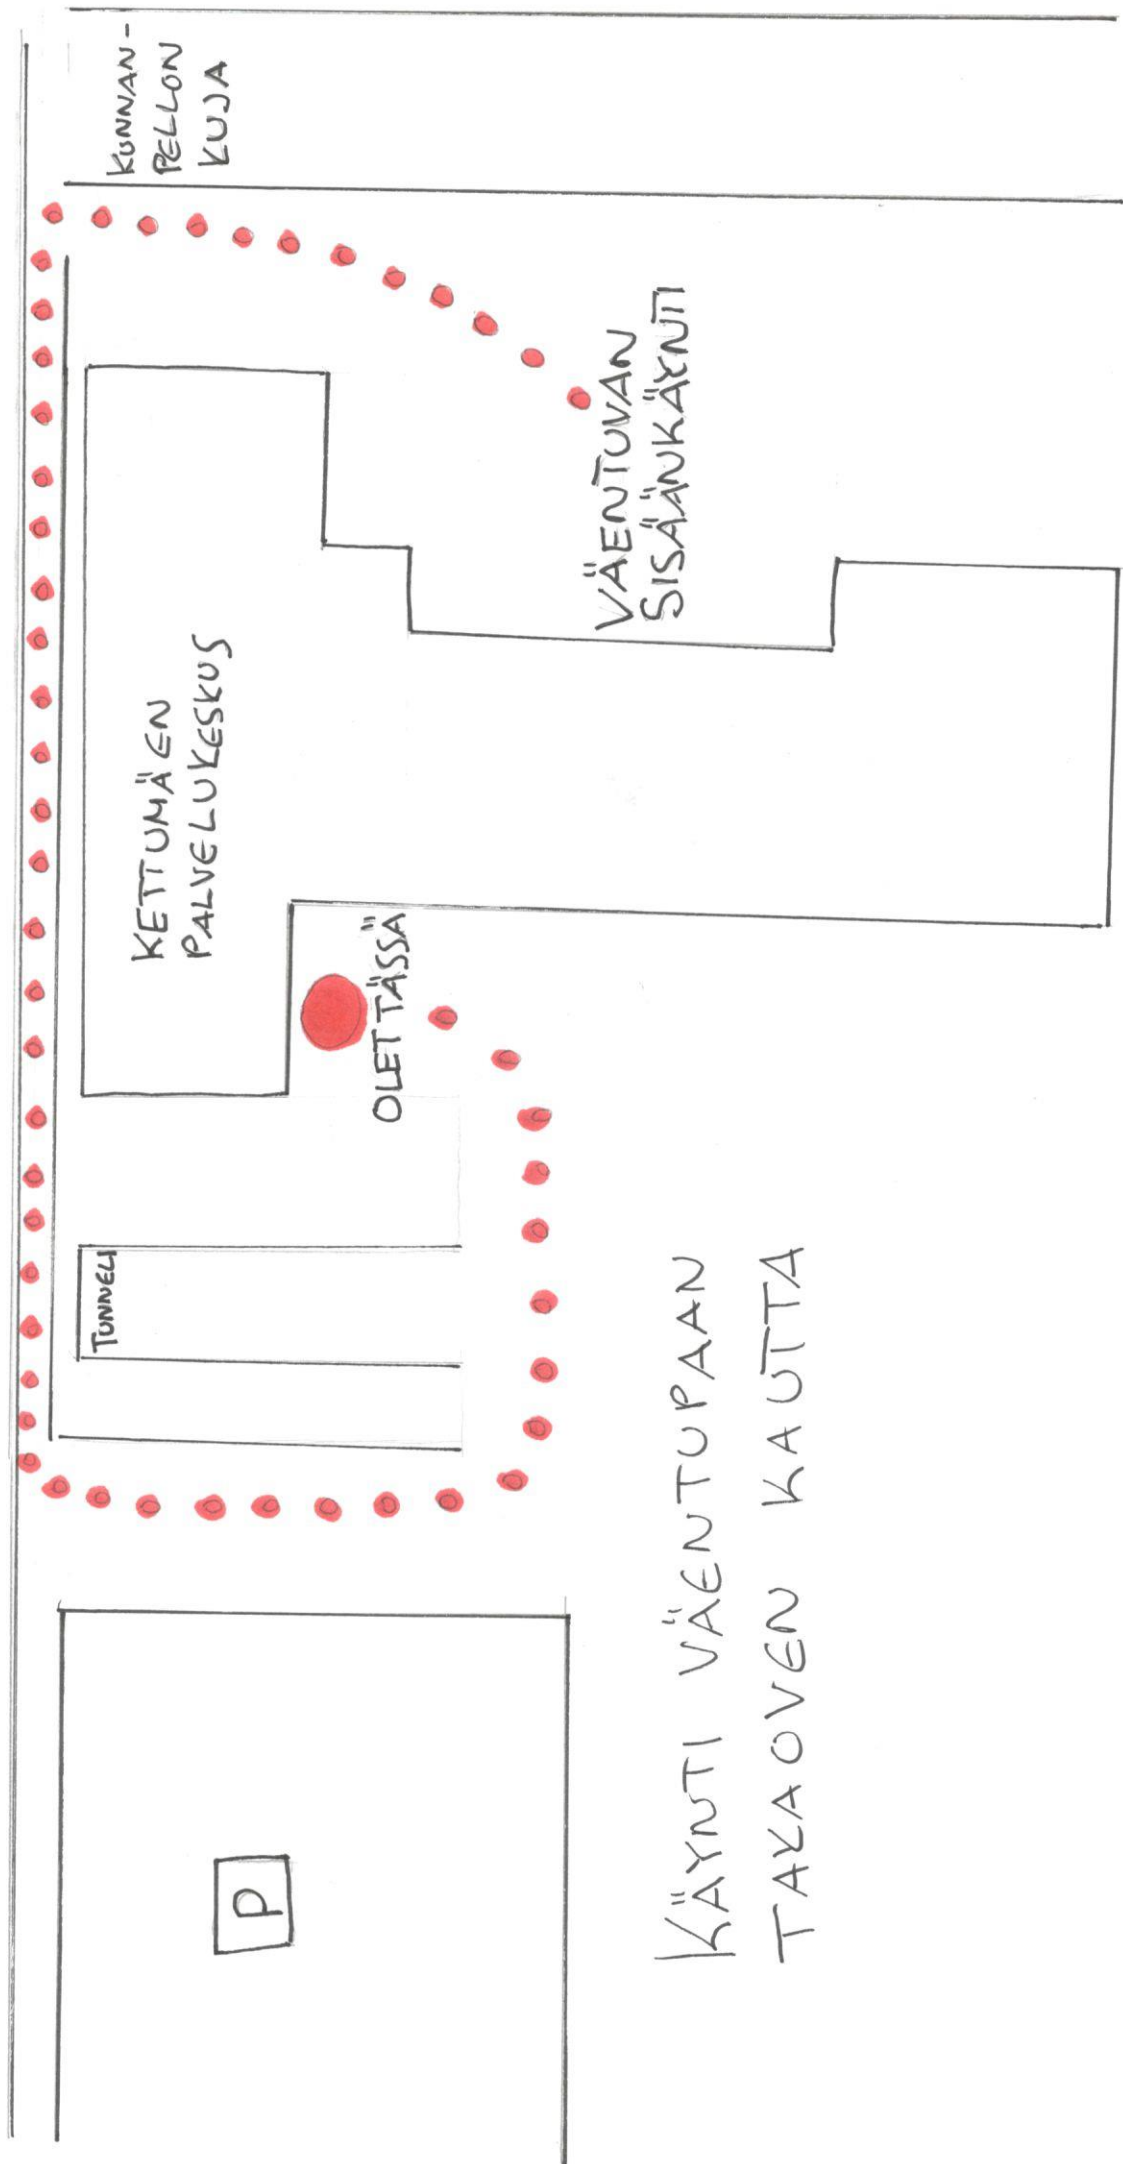 KUNNAN-
PELLON
KUJA
KETTUMÄEN
PALVELUKESKUS
VÄENTUVAN
SISÄÄNKÄYNTI
OLET TÄSSÄ
TUNNELI
P
KÄYNTI VÄENTUPAAN
TAKAOVEN KAUTTA